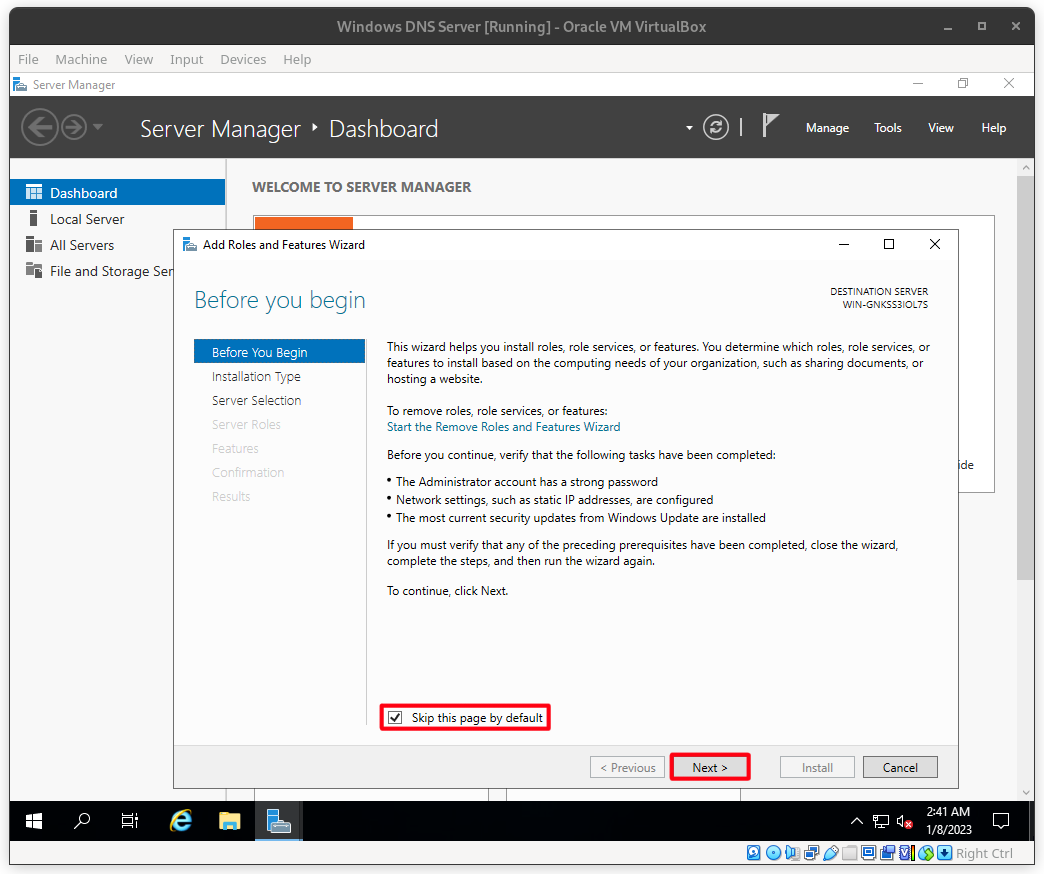 Windows DNS Server [Running] - Oracle VM VirtualBox
File Machine View Input Devices Help
Server Manager
Server Manager Dashboard
Manage Tools View Help
Dashboard
Local Server
All Servers
File and Storage Ser
WELCOME TO SERVER MANAGER
Add Roles and Features Wizard
Before you begin
DESTINATION SERVER
WIN-GNKSS3IOL7S
Before You Begin
Installation Type
Server Selection
Server Roles
Features
Confirmation
Results
This wizard helps you install roles, role services, or features. You determine which roles, role services, or
features to install based on the computing needs of your organization, such as sharing documents, or
hosting a website.
To remove roles, role services, or features:
Start the Remove Roles and Features Wizard
Before you continue, verify that the following tasks have been completed:
• The Administrator account has a strong password
• Network settings, such as static IP addresses, are configured
• The most current security updates from Windows Update are installed
If you must verify that any of the preceding prerequisites have been completed, close the wizard,
complete the steps, and then run the wizard again.
To continue, click Next.
Skip this page by default
< Previous Next > Install Cancel
ide
2:41 AM
1/8/2023
Right Ctrl